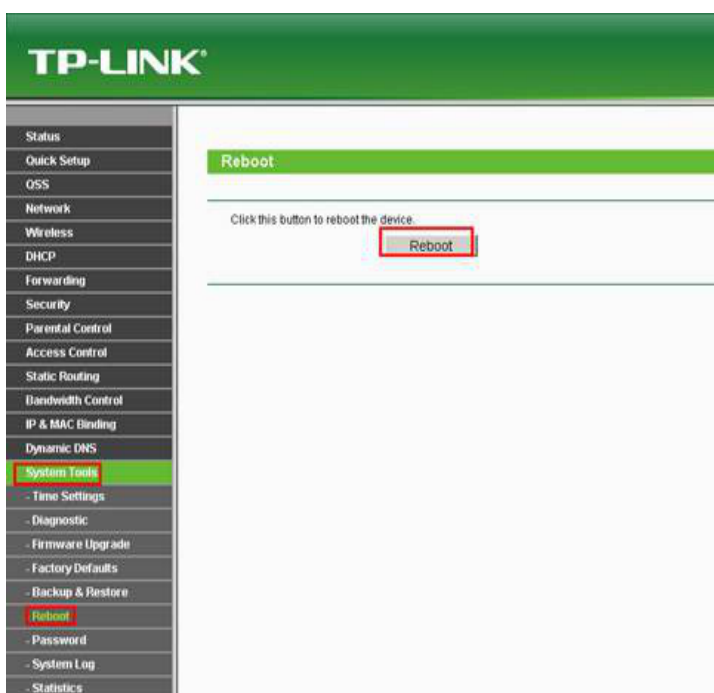 TP-LINK®
Status
Quick Setup
QSS
Network
Wireless
DHCP
Forwarding
Security
Parental Control
Access Control
Static Routing
Bandwidth Control
IP & MAC Binding
Dynamic DNS
System Tools
- Time Settings
- Diagnostic
- Firmware Upgrade
- Factory Defaults
- Backup & Restore
- Reboot
- Password
- System Log
- Statistics
Reboot
Click this button to reboot the device.
Reboot